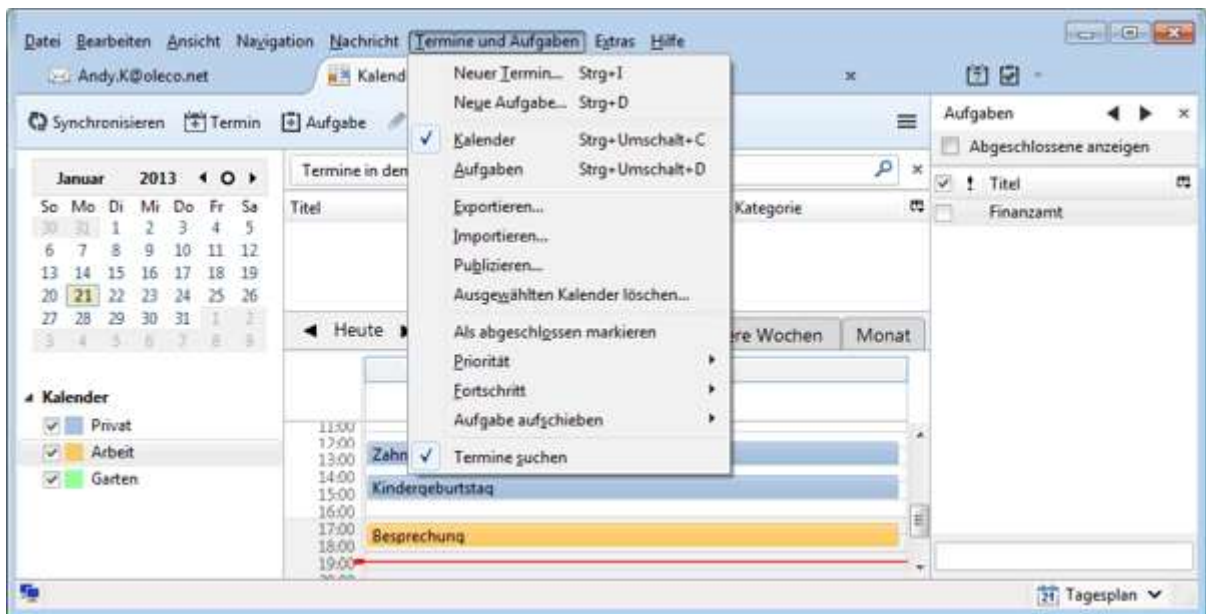 Datei Bearbeiten Ansicht Navigation Nachricht Termine und Aufgaben Extras Hilfe
Andy.K@oleco.net
Kalend
Synchronisieren Termin Aufgabe
Neuer Termin... Strg+I
Neue Aufgabe... Strg+D
Kalender Strg+Umschalt+C
Aufgaben Strg+Umschalt+D
Exportieren...
Importieren...
Publizieren...
Ausgewählten Kalender löschen...
Als abgeschlossen markieren
Priorität
Fortschritt
Aufgabe aufschieben
Termine suchen
Januar 2013
So Mo Di Mi Do Fr Sa
30 31 1 2 3 4 5
6 7 8 9 10 11 12
13 14 15 16 17 18 19
20 21 22 23 24 25 26
27 28 29 30 31 1 2
3 4 5 6 7 8 9
Kalender
Privat
Arbeit
Garten
Termine in den
Titel Kategorie
Heute re Wochen Monat
11:00
12:00
13:00 Zahn
14:00
15:00 Kindergeburtstag
16:00
17:00
18:00 Besprechung
19:00
Aufgaben
Abgeschlossene anzeigen
! Titel
Finanzamt
21 Tagesplan